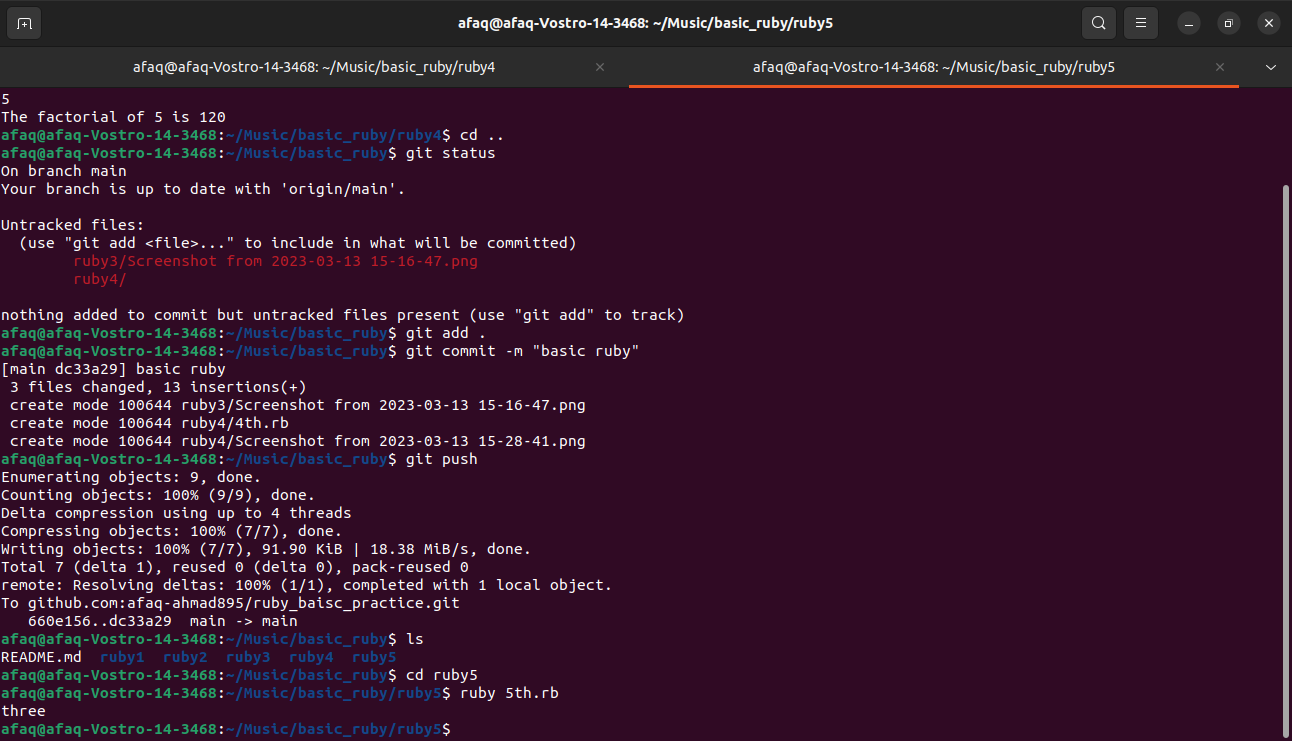 afaq@afaq-Vostro-14-3468: ~/Music/basic_ruby/ruby5
afaq@afaq-Vostro-14-3468: ~/Music/basic_ruby/ruby4
afaq@afaq-Vostro-14-3468: ~/Music/basic_ruby/ruby5
5
The factorial of 5 is 120
afaq@afaq-Vostro-14-3468:~/Music/basic_ruby/ruby4$ cd ..
afaq@afaq-Vostro-14-3468:~/Music/basic_ruby$ git status
On branch main
Your branch is up to date with 'origin/main'.
Untracked files:
  (use "git add <file>..." to include in what will be committed)
        ruby3/Screenshot from 2023-03-13 15-16-47.png
        ruby4/
nothing added to commit but untracked files present (use "git add" to track)
afaq@afaq-Vostro-14-3468:~/Music/basic_ruby$ git add .
afaq@afaq-Vostro-14-3468:~/Music/basic_ruby$ git commit -m "basic ruby"
[main dc33a29] basic ruby
 3 files changed, 13 insertions(+)
 create mode 100644 ruby3/Screenshot from 2023-03-13 15-16-47.png
 create mode 100644 ruby4/4th.rb
 create mode 100644 ruby4/Screenshot from 2023-03-13 15-28-41.png
afaq@afaq-Vostro-14-3468:~/Music/basic_ruby$ git push
Enumerating objects: 9, done.
Counting objects: 100% (9/9), done.
Delta compression using up to 4 threads
Compressing objects: 100% (7/7), done.
Writing objects: 100% (7/7), 91.90 KiB | 18.38 MiB/s, done.
Total 7 (delta 1), reused 0 (delta 0), pack-reused 0
remote: Resolving deltas: 100% (1/1), completed with 1 local object.
To github.com:afaq-ahmad895/ruby_baisc_practice.git
   660e156..dc33a29  main -> main
afaq@afaq-Vostro-14-3468:~/Music/basic_ruby$ ls
README.md  ruby1  ruby2  ruby3  ruby4  ruby5
afaq@afaq-Vostro-14-3468:~/Music/basic_ruby$ cd ruby5
afaq@afaq-Vostro-14-3468:~/Music/basic_ruby/ruby5$ ruby 5th.rb
three
afaq@afaq-Vostro-14-3468:~/Music/basic_ruby/ruby5$